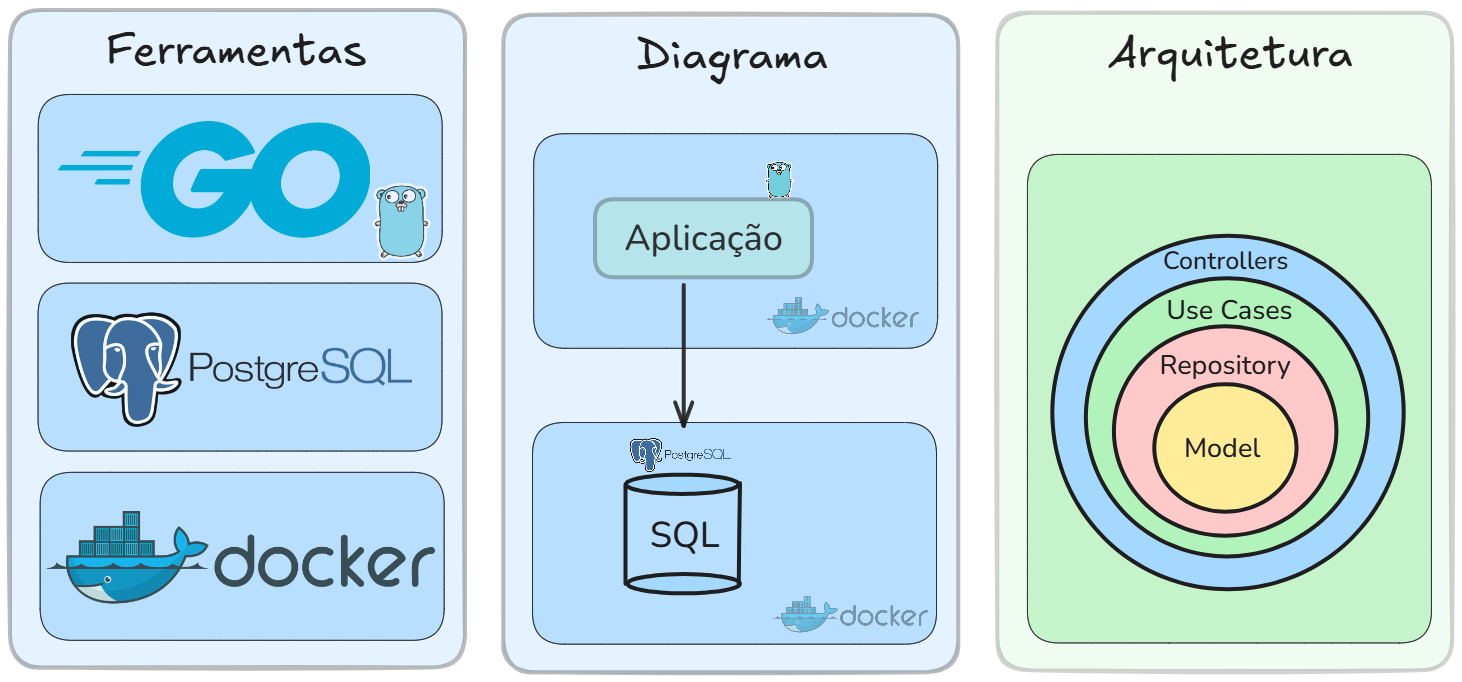 Ferramentas
GO
PostgreSQL
docker
Diagrama
Aplicação
docker
PostgreSQL
SQL
docker
Arquitetura
Controllers
Use Cases
Repository
Model